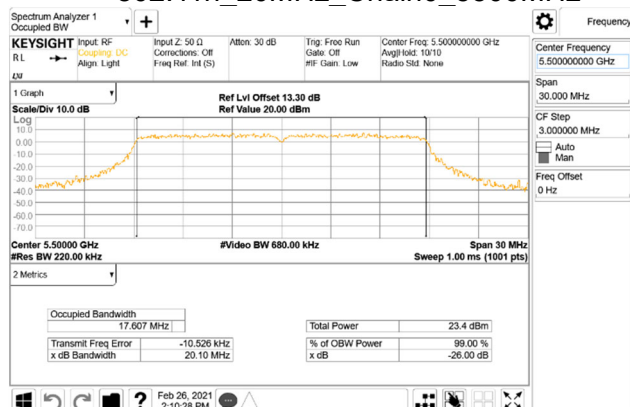 Spectrum Analyzer 1
Occupied BW
KEYSIGHT
RL
LXI
Input: RF
Coupling: DC
Align: Light
Input Z: 50 Ω
Corrections: Off
Freq Ref: Int (S)
Atten: 30 dB
Trig: Free Run
Gate: Off
#IF Gain: Low
Center Freq: 5.500000000 GHz
Avg|Hold: 10/10
Radio Std: None
1 Graph
Scale/Div 10.0 dB
Ref Lvl Offset 13.30 dB
Ref Value 20.00 dBm
Log
10.0
0.00
-10.0
-20.0
-30.0
-40.0
-50.0
-60.0
-70.0
Center 5.50000 GHz
#Video BW 680.00 kHz
Span 30 MHz
#Res BW 220.00 kHz
Sweep 1.00 ms (1001 pts)
2 Metrics
Occupied Bandwidth
17.607 MHz
Total Power 23.4 dBm
Transmit Freq Error -10.526 kHz
% of OBW Power 99.00 %
x dB Bandwidth 20.10 MHz
x dB -26.00 dB
Feb 26, 2021
2:10:28 PM
Frequency
Center Frequency
5.500000000 GHz
Span
30.000 MHz
CF Step
3.000000 MHz
Auto
Man
Freq Offset
0 Hz